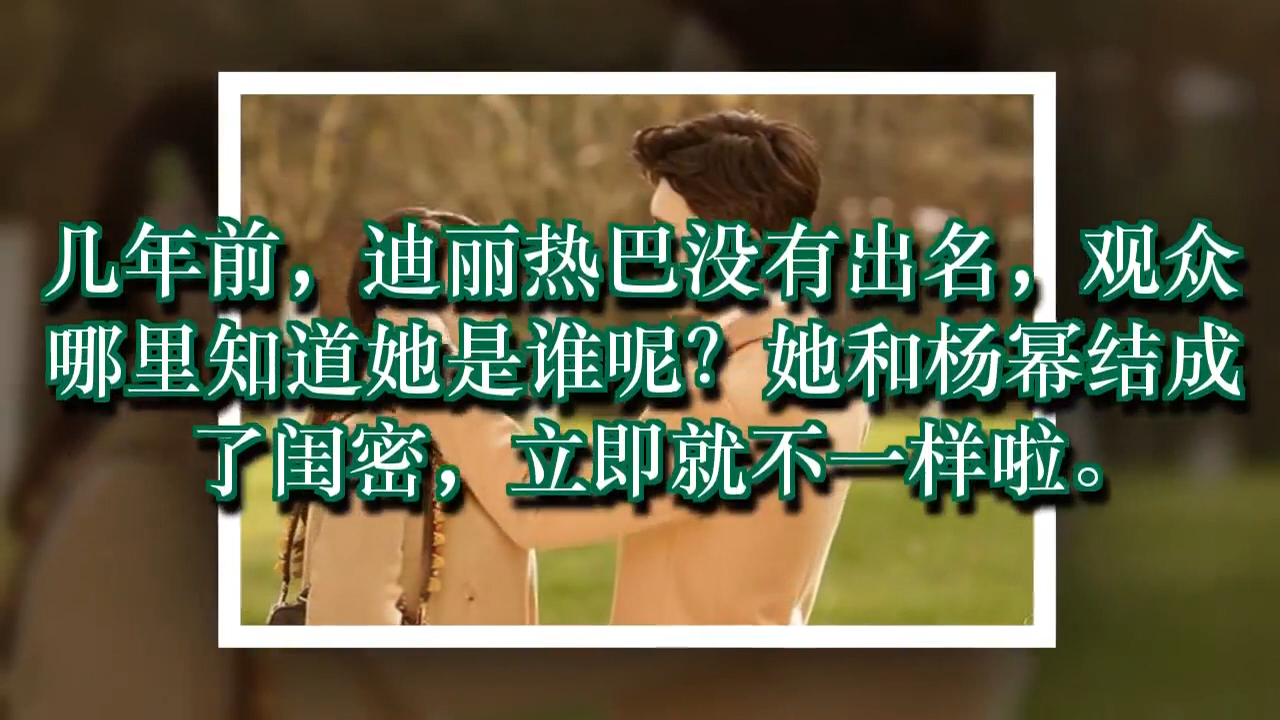 几年前，迪丽热巴没有出名，观众
哪里知道她是谁呢？她和杨幂结成
了闺密，立即就不一样啦。